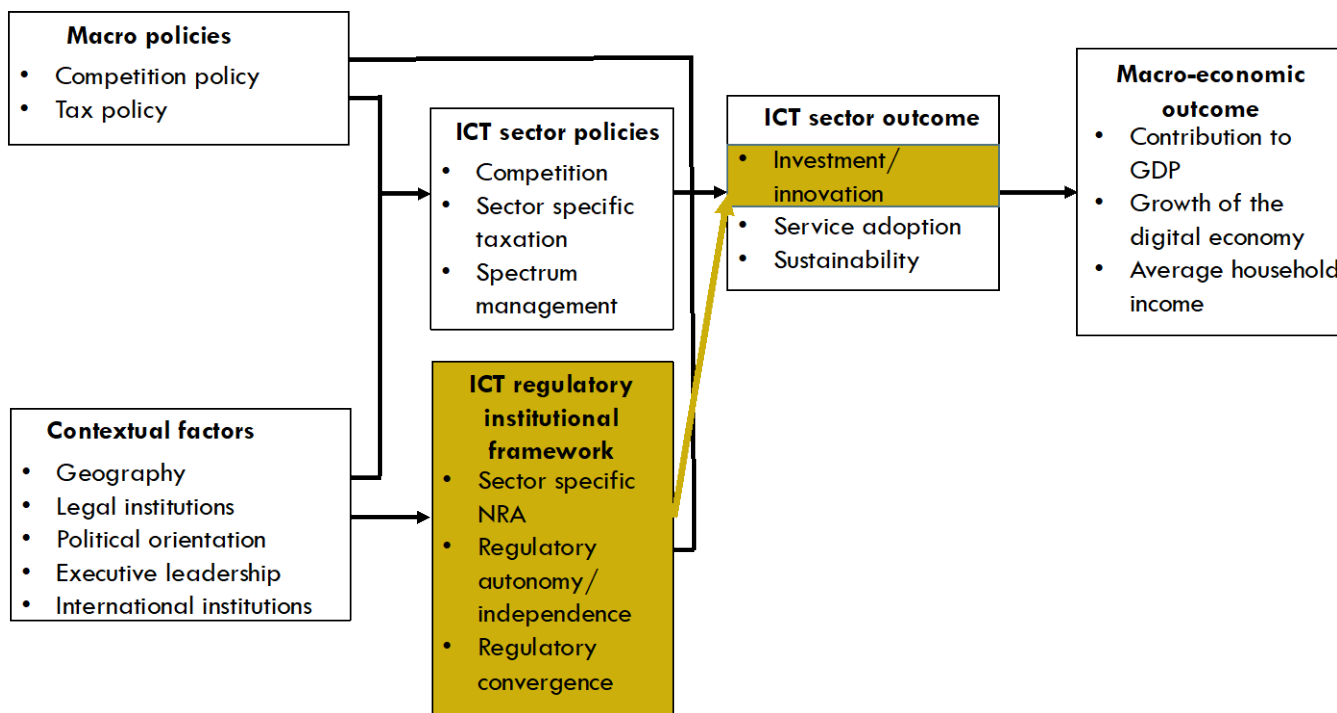 Macro policies
• Competition policy
• Tax policy
ICT sector policies
• Competition
• Sector specific
taxation
• Spectrum
management
ICT sector outcome
• Investment/
innovation
• Service adoption
• Sustainability
Macro-economic
outcome
• Contribution to
GDP
• Growth of the
digital economy
• Average household
income
Contextual factors
• Geography
• Legal institutions
• Political orientation
• Executive leadership
• International institutions
ICT regulatory
institutional
framework
• Sector specific
NRA
• Regulatory
autonomy/
independence
• Regulatory
convergence